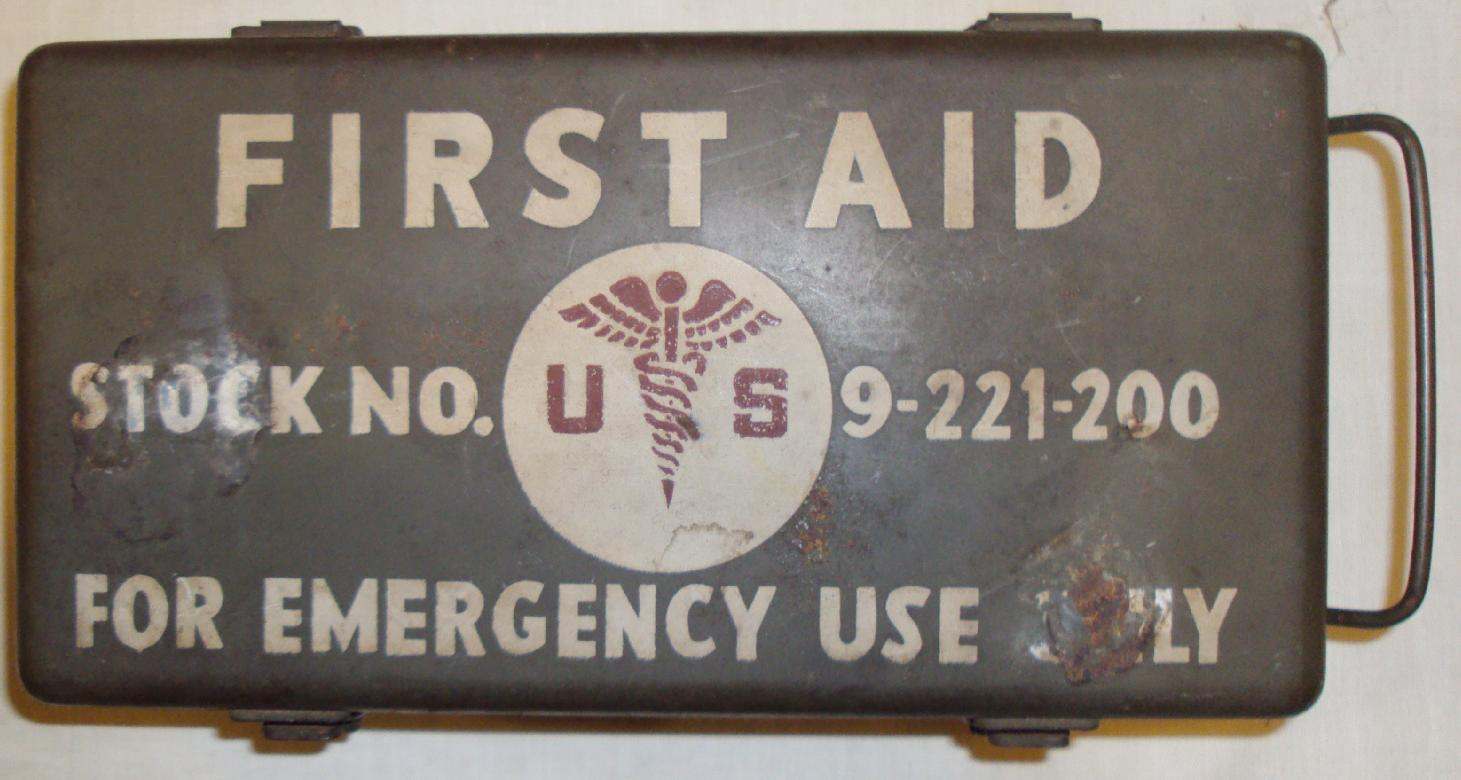 FIRST AID
STOCK NO. U S 9-221-200
FOR EMERGENCY USE